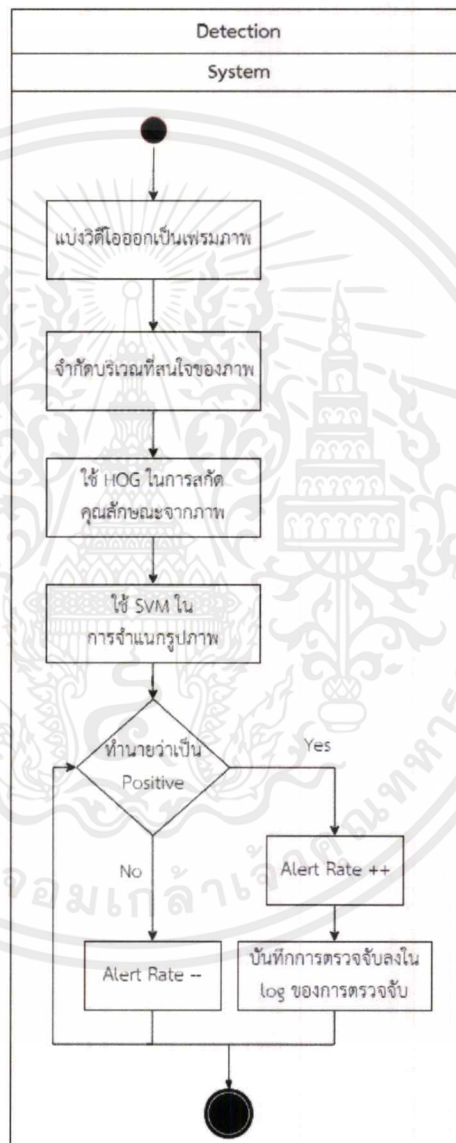 Detection
System
แบ่งวิดีโอออกเป็นเฟรมภาพ
จำกัดบริเวณที่สนใจของภาพ
ใช้ HOG ในการสกัด
คุณลักษณะจากภาพ
ใช้ SVM ใน
การจำแนกรูปภาพ
ทำนายว่าเป็น
Positive
Yes
No
Alert Rate ++
Alert Rate --
บันทึกการตรวจจับลงใน
log ของการตรวจจับ